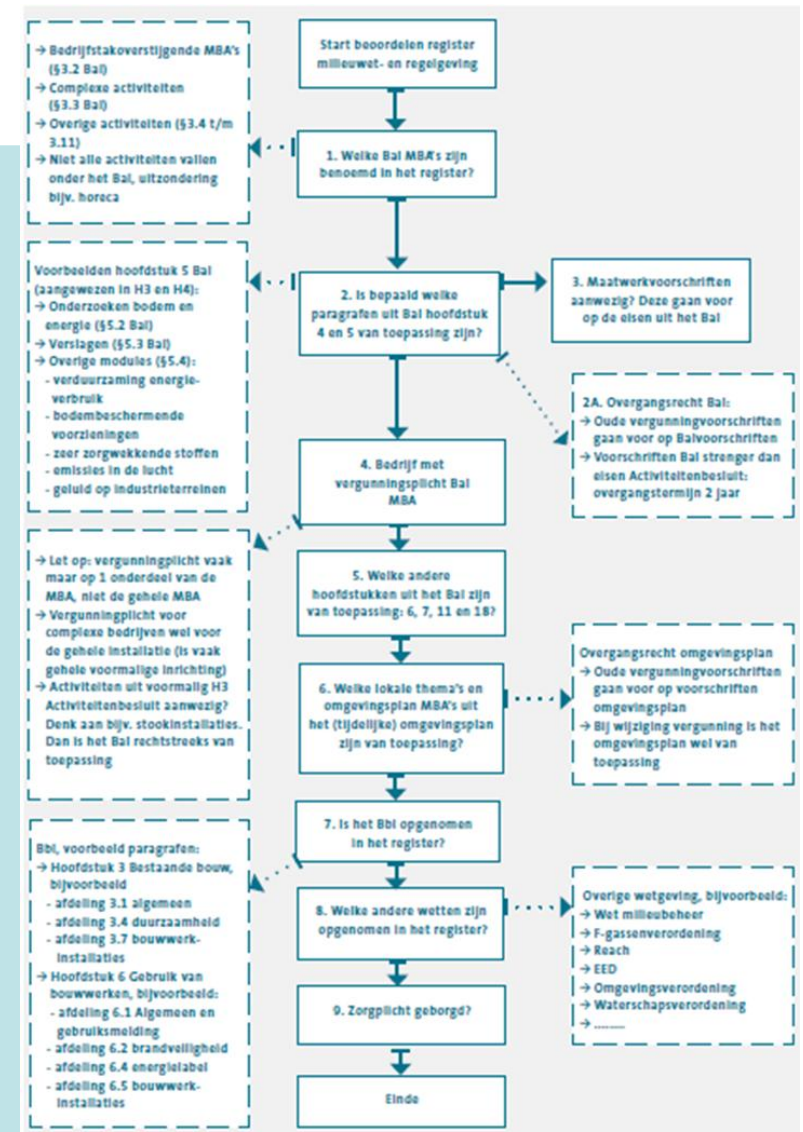 Start beoordelen register
milieuwet- en regelgeving
→ Bedrijfstakoverstijgende MBA's
(§3.2 Bal)
→ Complexe activiteiten
(§3.3 Bal)
→ Overige activiteiten (§3.4 t/m
3.11)
→ Niet alle activiteiten vallen
onder het Bal, uitzondering
bijv. horeca
1. Welke Bal MBA's zijn
benoemd in het register?
Voorbeelden hoofdstuk 5 Bal
(aangewezen in H3 en H4):
→ Onderzoeken bodem en
energie (§5.2 Bal)
→ Verslagen (§5.3 Bal)
→ Overige modules (§5.4):
- verduurzaming energie-
verbruik
- bodembeschermende
voorzieningen
- zeer zorgwekkende stoffen
- emissies in de lucht
- geluid op industrieterreinen
2. Is bepaald welke
paragrafen uit Bal hoofdstuk
4 en 5 van toepassing zijn?
3. Maatwerkvoorschriften
aanwezig? Deze gaan voor
op de eisen uit het Bal
2A. Overgangsrecht Bal:
→ Oude vergunningvoorschriften
gaan voor op Balvoorschriften
→ Voorschriften Bal strenger dan
eisen Activiteitenbesluit:
overgangstermijn 2 jaar
4. Bedrijf met
vergunningsplicht Bal
MBA
→ Let op: vergunningplicht vaak
maar op 1 onderdeel van de
MBA, niet de gehele MBA
→ Vergunningplicht voor
complexe bedrijven wel voor
de gehele installatie (is vaak
gehele voormalige inrichting)
→ Activiteiten uit voormalig H3
Activiteitenbesluit aanwezig?
Denk aan bijv. stookinstallaties.
Dan is het Bal rechtstreeks van
toepassing
5. Welke andere
hoofdstukken uit het Bal zijn
van toepassing: 6, 7, 11 en 18?
6. Welke lokale thema's en
omgevingsplan MBA's uit
het (tijdelijke) omgevingsplan
zijn van toepassing?
Overgangsrecht omgevingsplan
→ Oude vergunningvoorschriften
gaan voor op voorschriften
omgevingsplan
→ Bij wijziging vergunning is het
omgevingsplan wel van
toepassing
7. Is het Bbl opgenomen
in het register?
Bbl, voorbeeld paragrafen:
→ Hoofdstuk 3 Bestaande bouw,
bijvoorbeeld
- afdeling 3.1 algemeen
- afdeling 3.4 duurzaamheid
- afdeling 3.7 bouwwerk-
installaties
→ Hoofdstuk 6 Gebruik van
bouwwerken, bijvoorbeeld:
- afdeling 6.1 Algemeen en
gebruiksmelding
- afdeling 6.2 brandveiligheid
- afdeling 6.4 energielabel
- afdeling 6.5 bouwwerk-
installaties
8. Welke andere wetten zijn
opgenomen in het register?
Overige wetgeving, bijvoorbeeld:
→ Wet milieubeheer
→ F-gassenverordening
→ Reach
→ EED
→ Omgevingsverordening
→ Waterschapsverordening
→ .........
9. Zorgplicht geborgd?
Einde